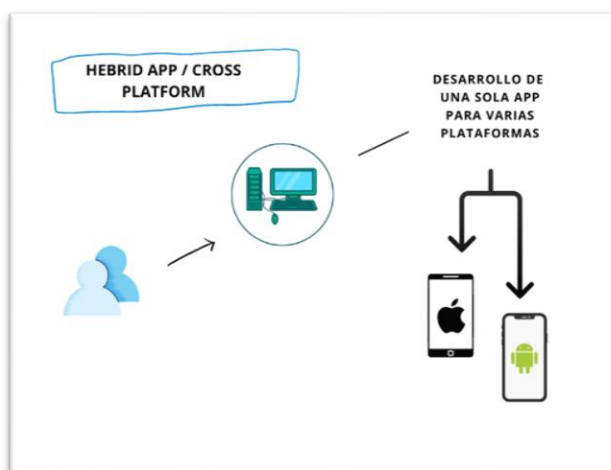 HEBRID APP / CROSS
PLATFORM
DESARROLLO DE
UNA SOLA APP
PARA VARIAS
PLATAFORMAS